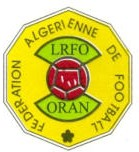 FEDERATION ALGERIENNE DE FOOTBALL
LRFO
ORAN